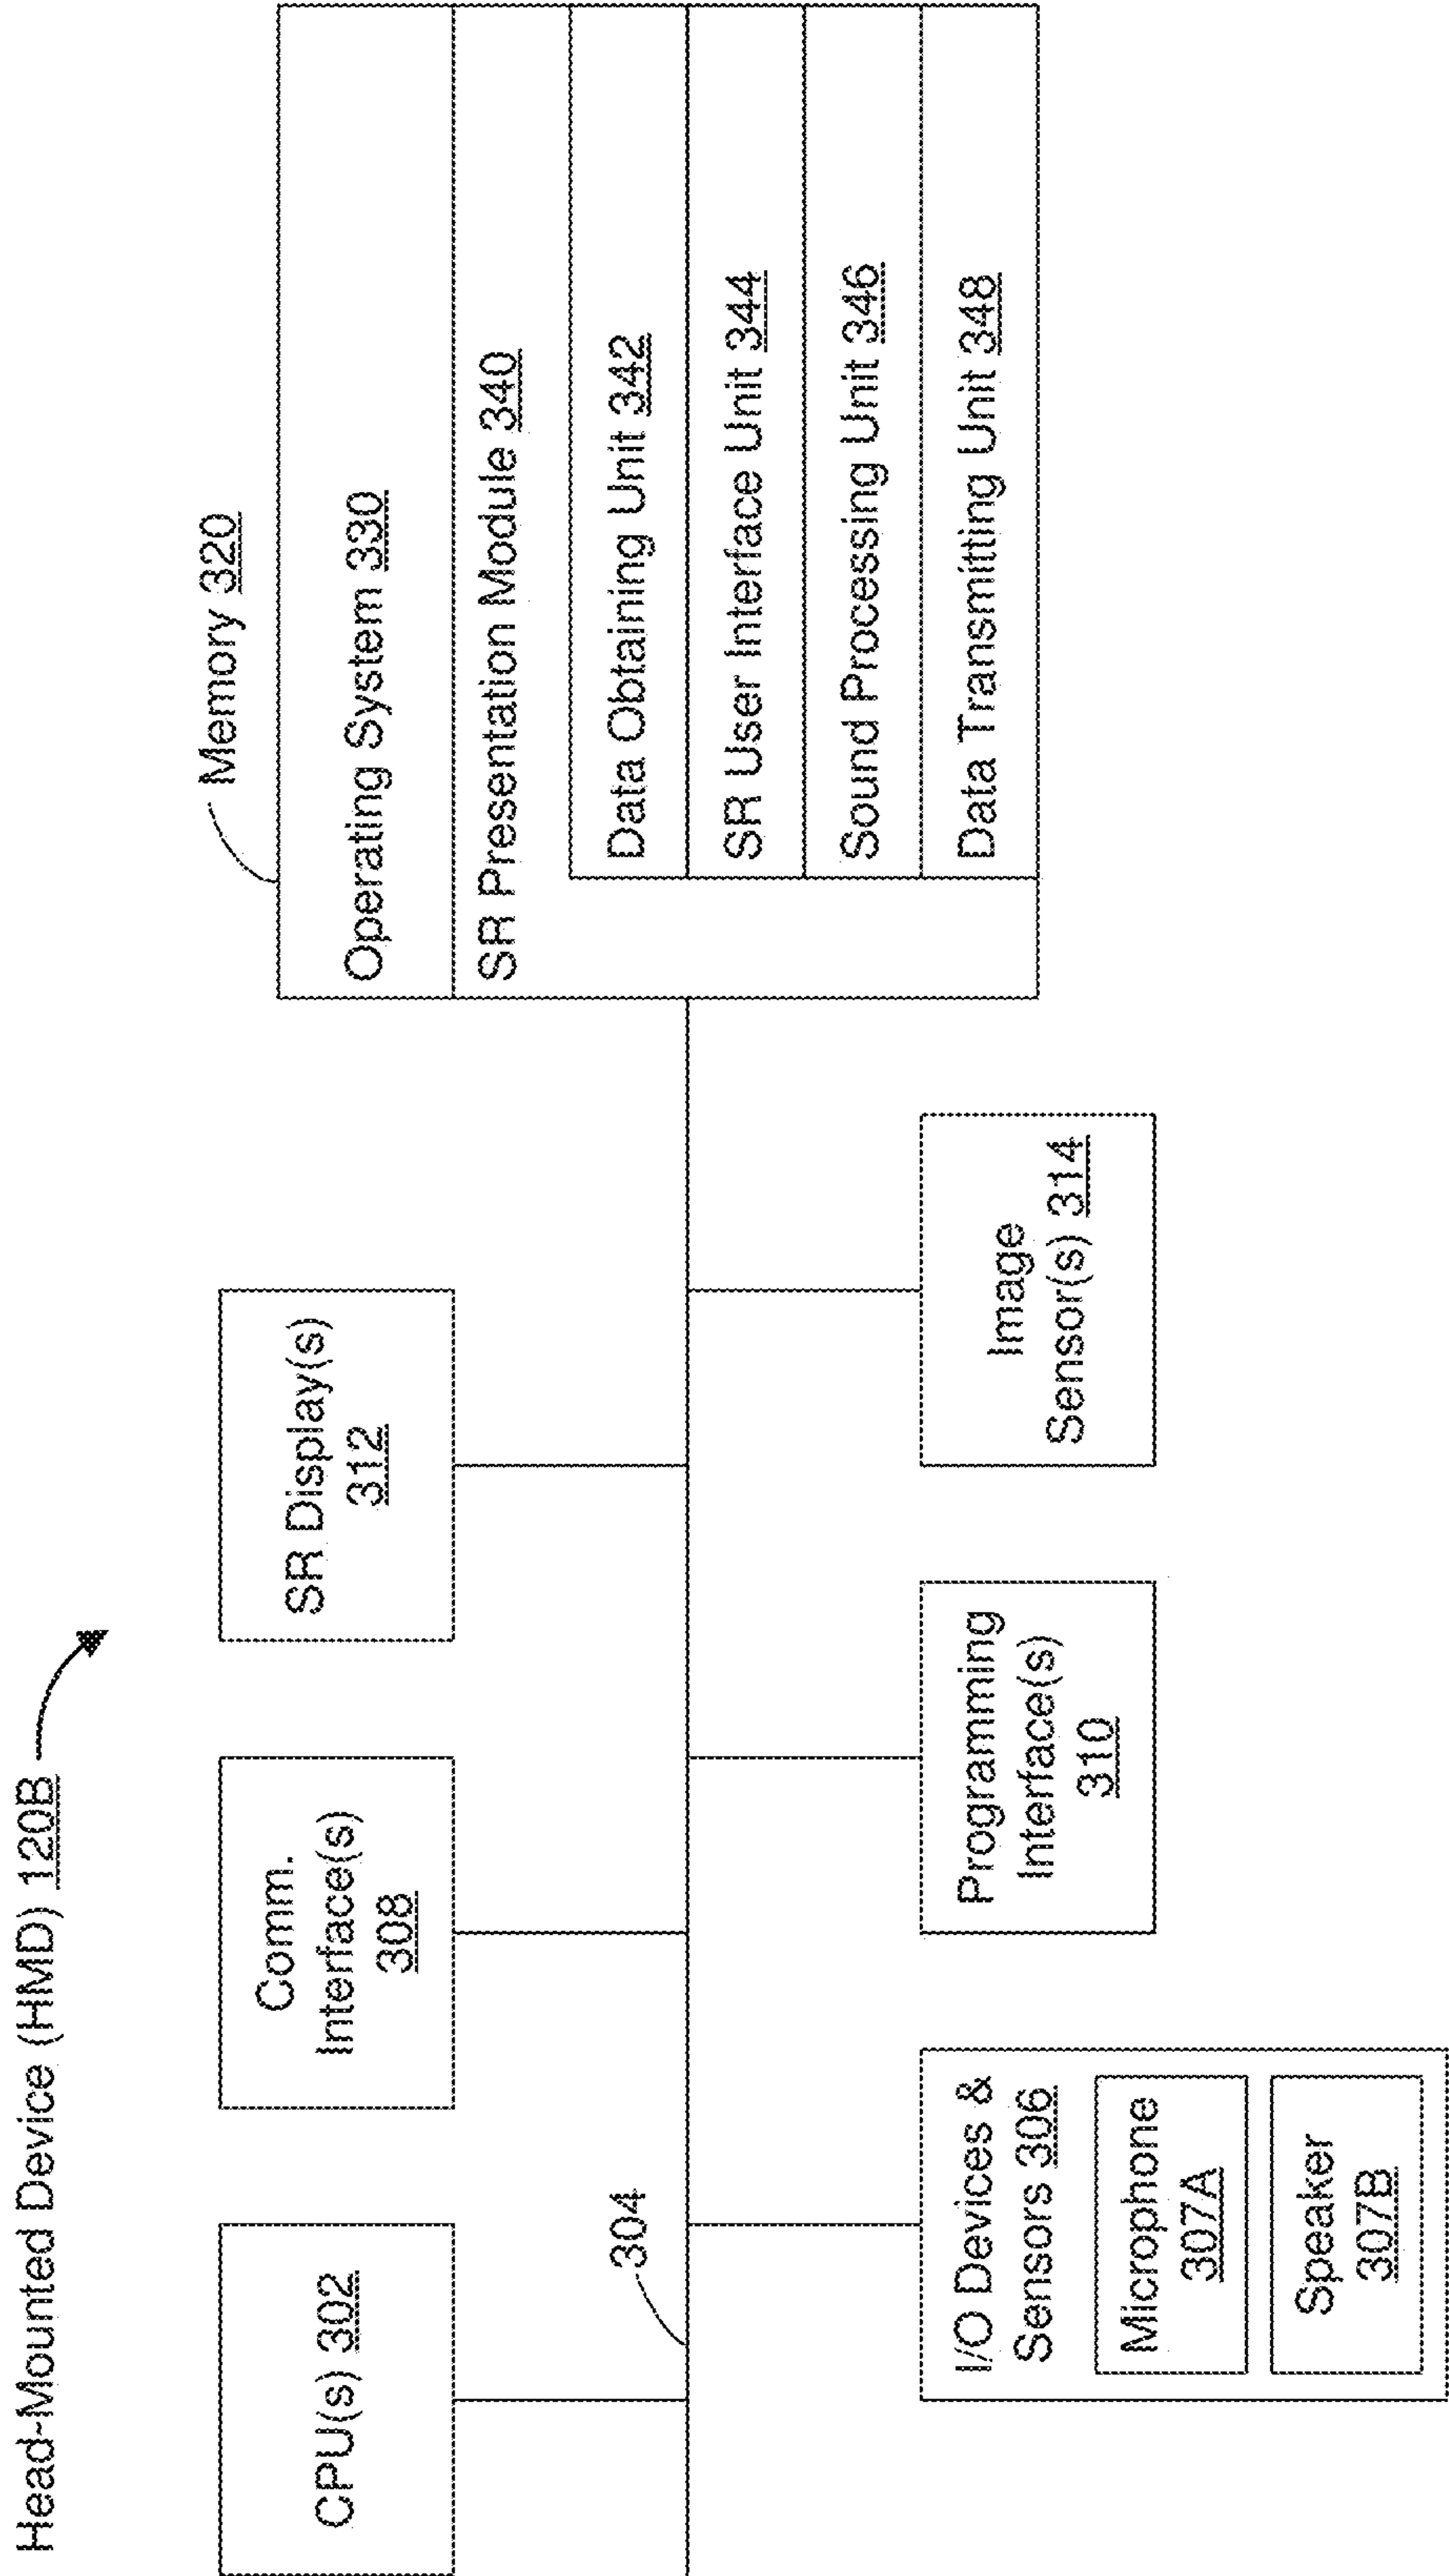 Head-Mounted Device (HMD) 120B
CPU(s) 302
Comm.
Interface(s)
308
SR Display(s)
312
Memory 320
Operating System 330
SR Presentation Module 340
Data Obtaining Unit 342
SR User Interface Unit 344
Sound Processing Unit 346
Data Transmitting Unit 348
304
I/O Devices &
Sensors 306
Microphone
307A
Speaker
307B
Programming
Interface(s)
310
Image
Sensor(s) 314